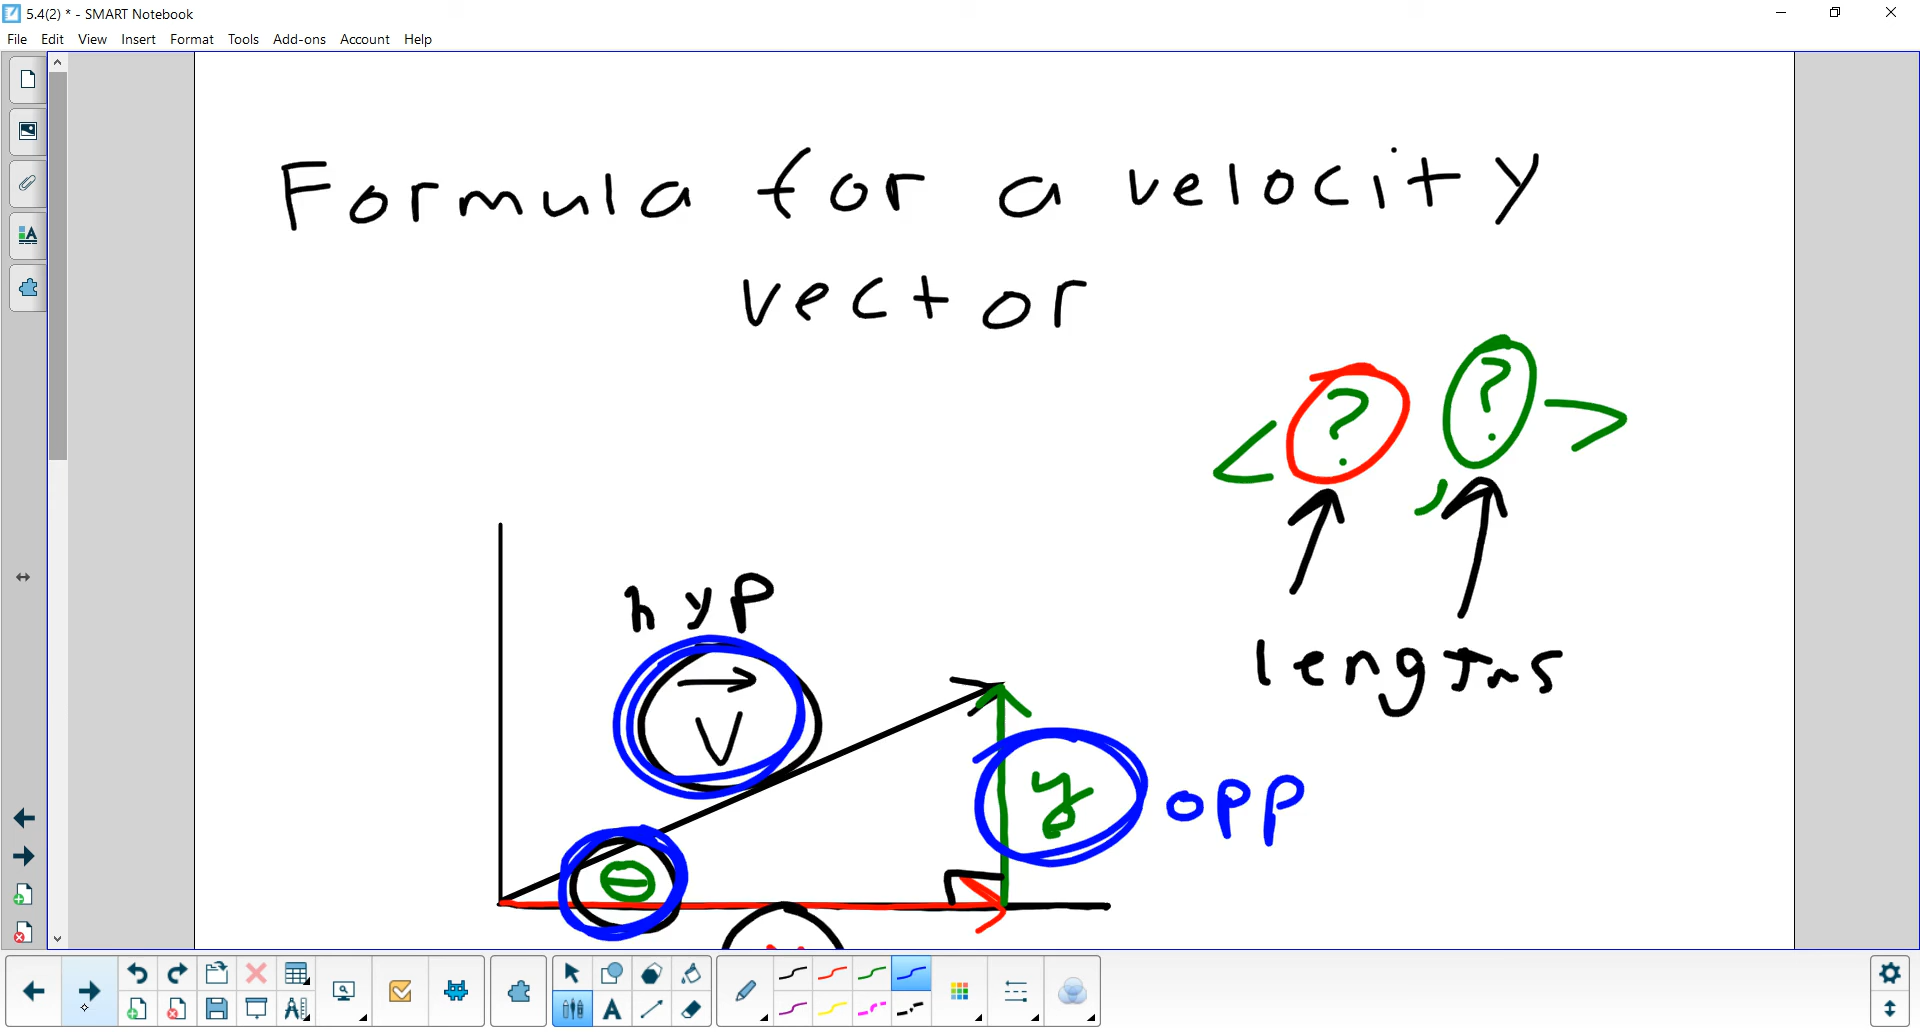 5.4(2) * - SMART Notebook
File Edit View Insert Format Tools Add-ons Account Help
Formula for a velocity
vector
< ? , ? >
hyp
lengths
V
y opp
θ